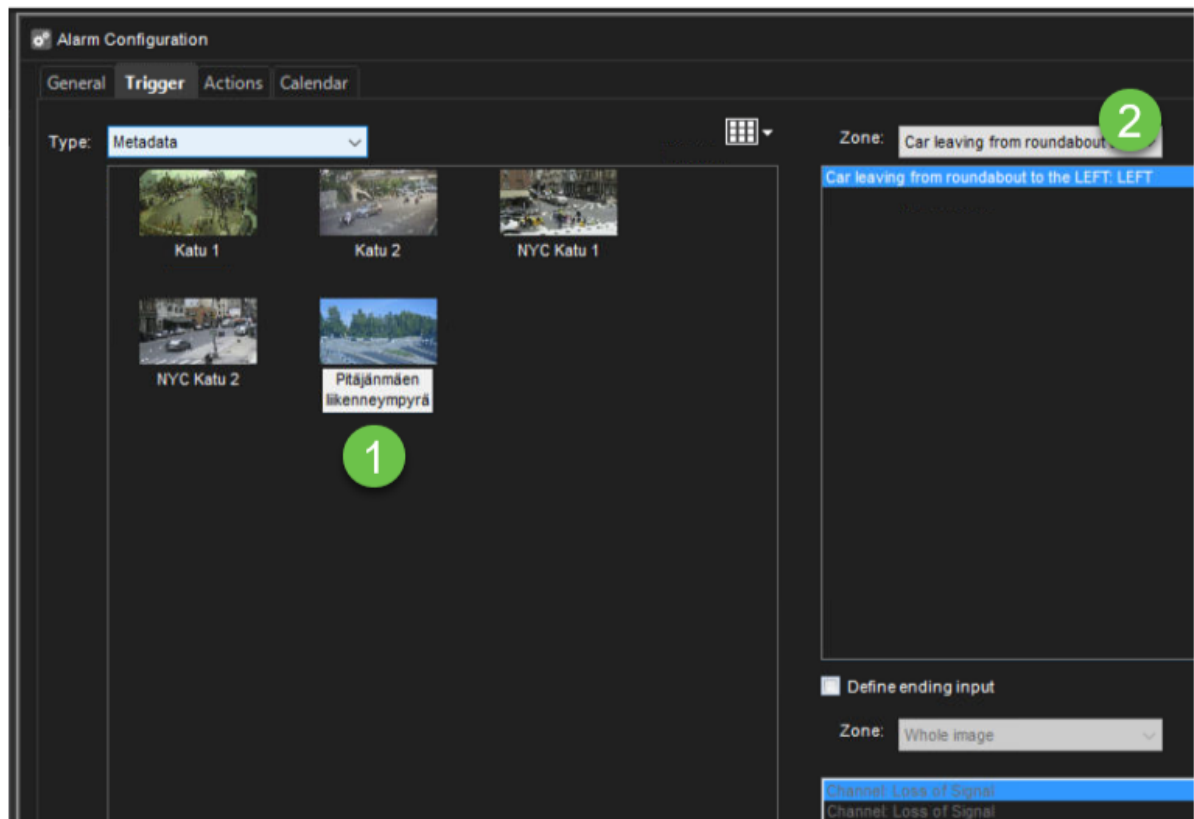 Alarm Configuration
General Trigger Actions Calendar
Type: Metadata
Zone: Car leaving from roundabout
2
Car leaving from roundabout to the LEFT: LEFT
Katu 1
Katu 2
NYC Katu 1
NYC Katu 2
Pitäjänmäen
liikenneympyrä
1
Define ending input
Zone: Whole image
Channel: Loss of Signal
Channel: Loss of Signal